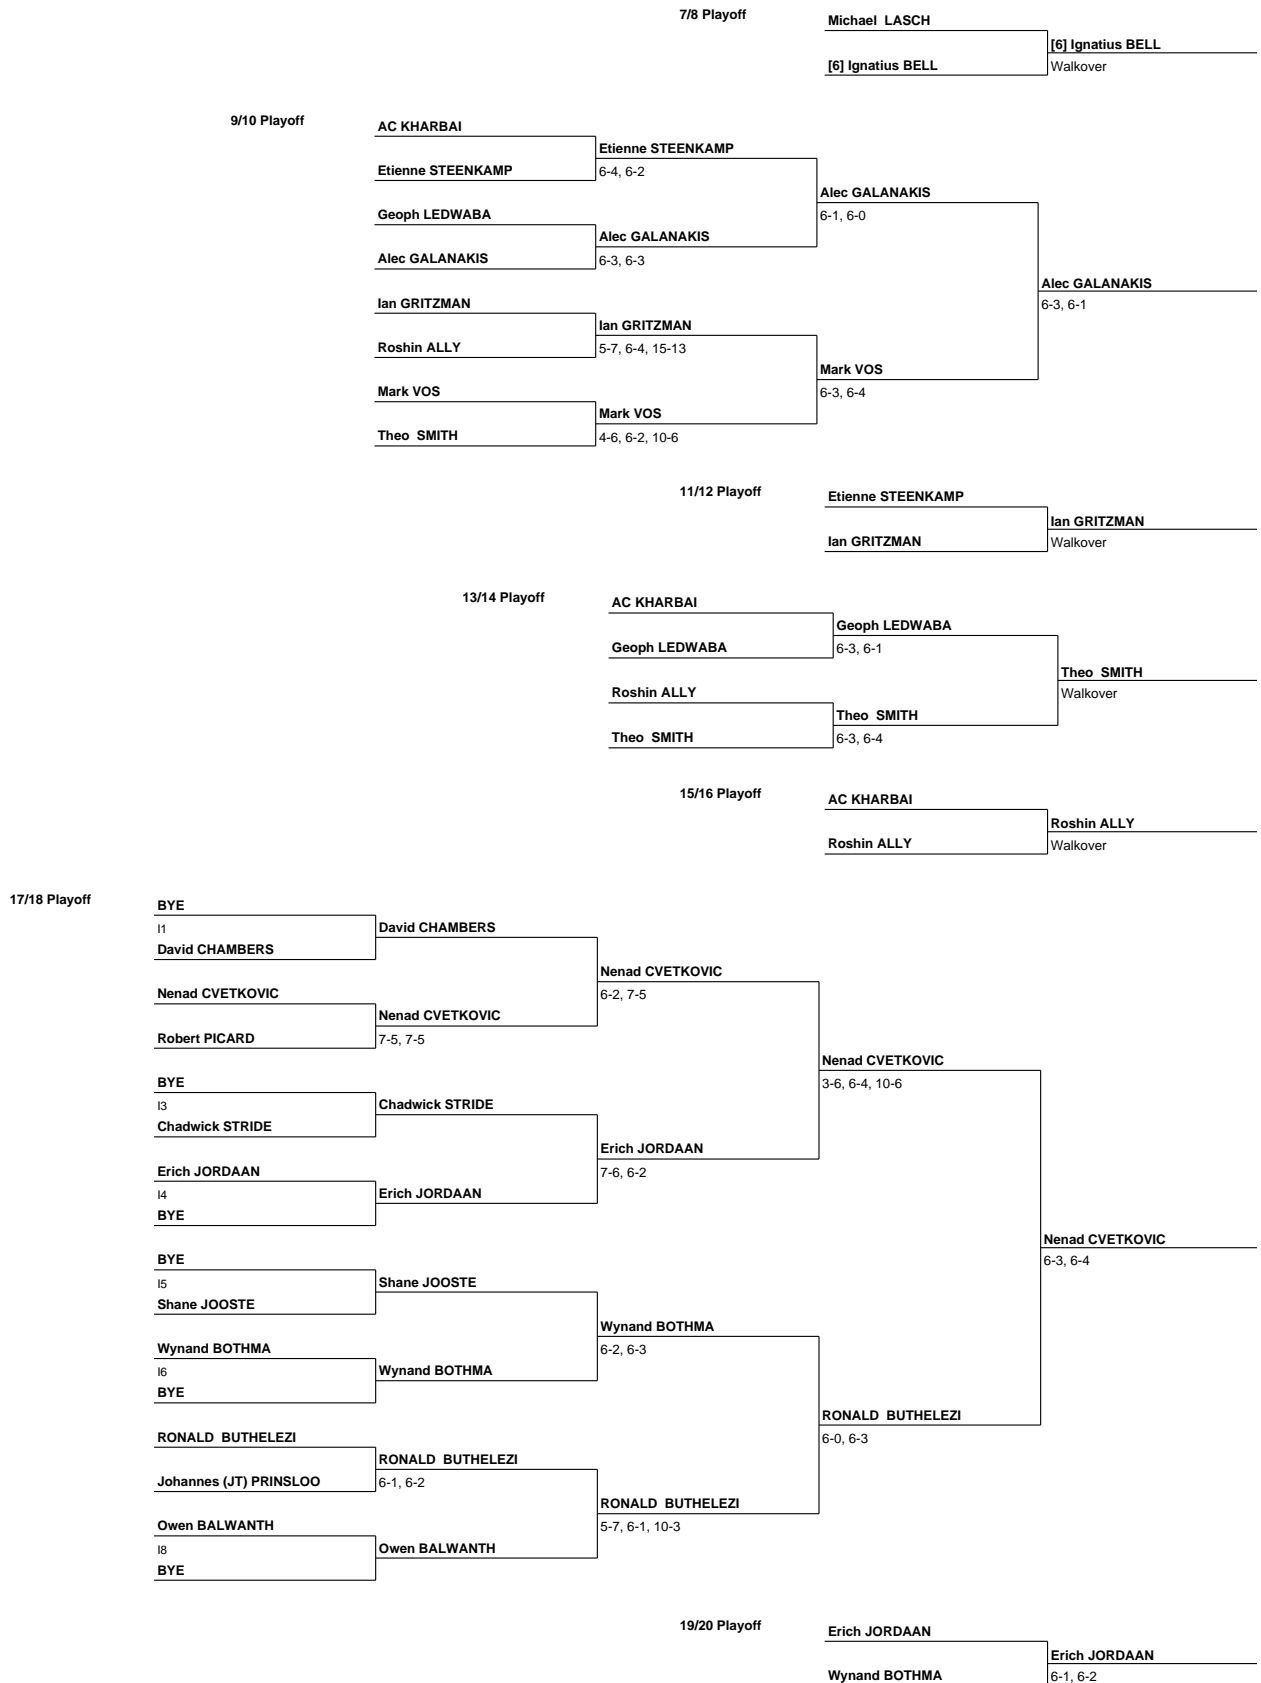 7/8 Playoff
Michael LASCH
[6] Ignatius BELL
[6] Ignatius BELL
Walkover
9/10 Playoff
AC KHARBAI
Etienne STEENKAMP
Etienne STEENKAMP
6-4, 6-2
Alec GALANAKIS
6-1, 6-0
Geoph LEDWABA
Alec GALANAKIS
Alec GALANAKIS
6-3, 6-3
Alec GALANAKIS
6-3, 6-1
Ian GRITZMAN
Ian GRITZMAN
Roshin ALLY
5-7, 6-4, 15-13
Mark VOS
6-3, 6-4
Mark VOS
Mark VOS
Theo SMITH
4-6, 6-2, 10-6
11/12 Playoff
Etienne STEENKAMP
Ian GRITZMAN
Ian GRITZMAN
Walkover
13/14 Playoff
AC KHARBAI
Geoph LEDWABA
Geoph LEDWABA
6-3, 6-1
Theo SMITH
Walkover
Roshin ALLY
Theo SMITH
Theo SMITH
6-3, 6-4
15/16 Playoff
AC KHARBAI
Roshin ALLY
Roshin ALLY
Walkover
17/18 Playoff
BYE
I1
David CHAMBERS
David CHAMBERS
Nenad CVETKOVIC
6-2, 7-5
Nenad CVETKOVIC
Nenad CVETKOVIC
Robert PICARD
7-5, 7-5
Nenad CVETKOVIC
3-6, 6-4, 10-6
BYE
I3
Chadwick STRIDE
Chadwick STRIDE
Erich JORDAAN
7-6, 6-2
Erich JORDAAN
I4
Erich JORDAAN
BYE
Nenad CVETKOVIC
6-3, 6-4
BYE
I5
Shane JOOSTE
Shane JOOSTE
Wynand BOTHMA
6-2, 6-3
Wynand BOTHMA
I6
Wynand BOTHMA
BYE
RONALD BUTHELEZI
6-0, 6-3
RONALD BUTHELEZI
RONALD BUTHELEZI
Johannes (JT) PRINSLOO
6-1, 6-2
RONALD BUTHELEZI
5-7, 6-1, 10-3
Owen BALWANTH
I8
Owen BALWANTH
BYE
19/20 Playoff
Erich JORDAAN
Erich JORDAAN
Wynand BOTHMA
6-1, 6-2